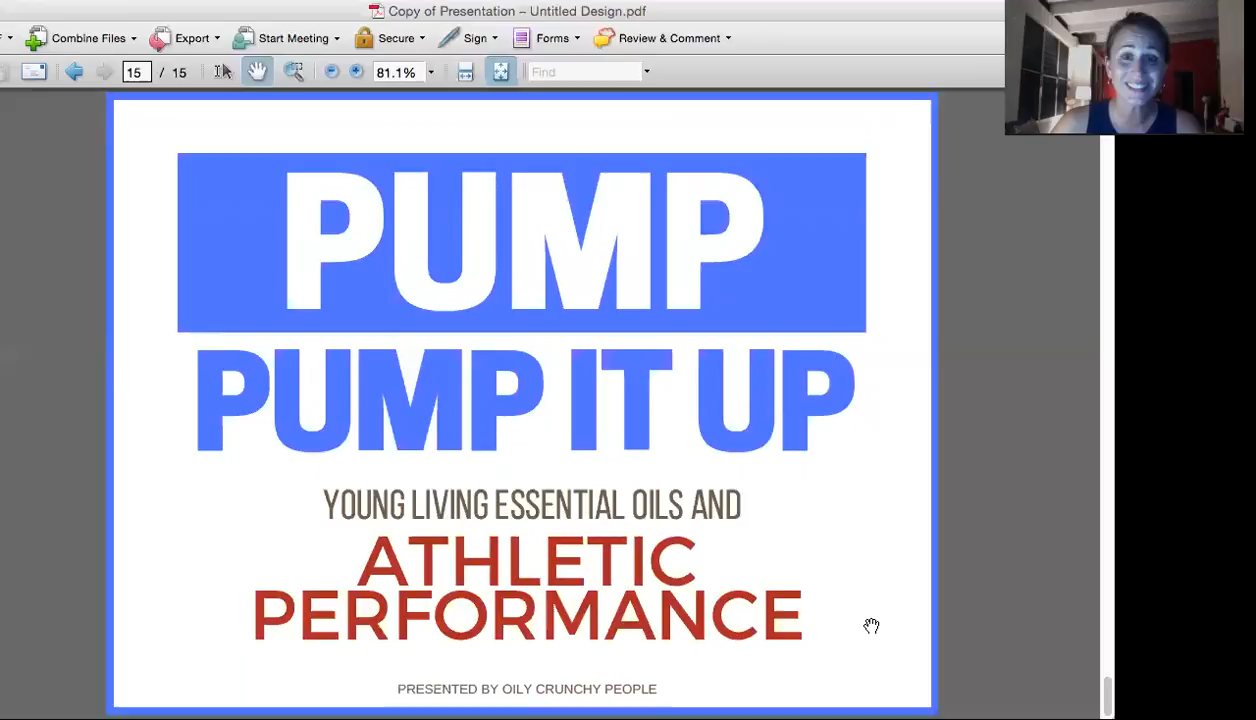 Copy of Presentation – Untitled Design.pdf
Combine Files Export Start Meeting Secure Sign Forms Review & Comment
15 / 15 81.1% Find
PUMP
PUMP IT UP
YOUNG LIVING ESSENTIAL OILS AND
ATHLETIC
PERFORMANCE
PRESENTED BY OILY CRUNCHY PEOPLE